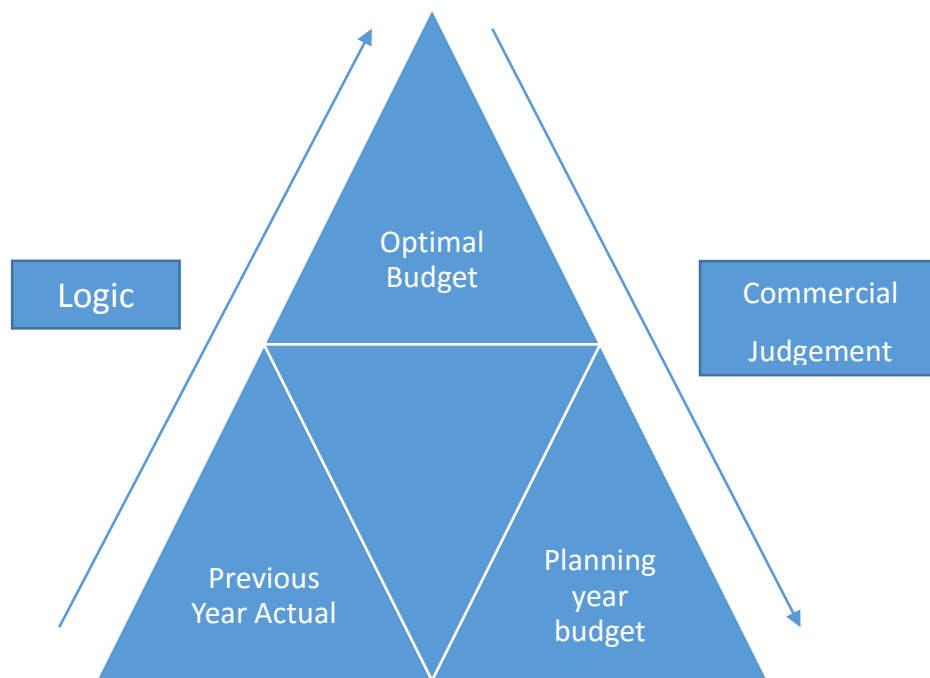 Optimal
Budget
Logic
Commercial
Judgement
Previous
Year Actual
Planning
year
budget